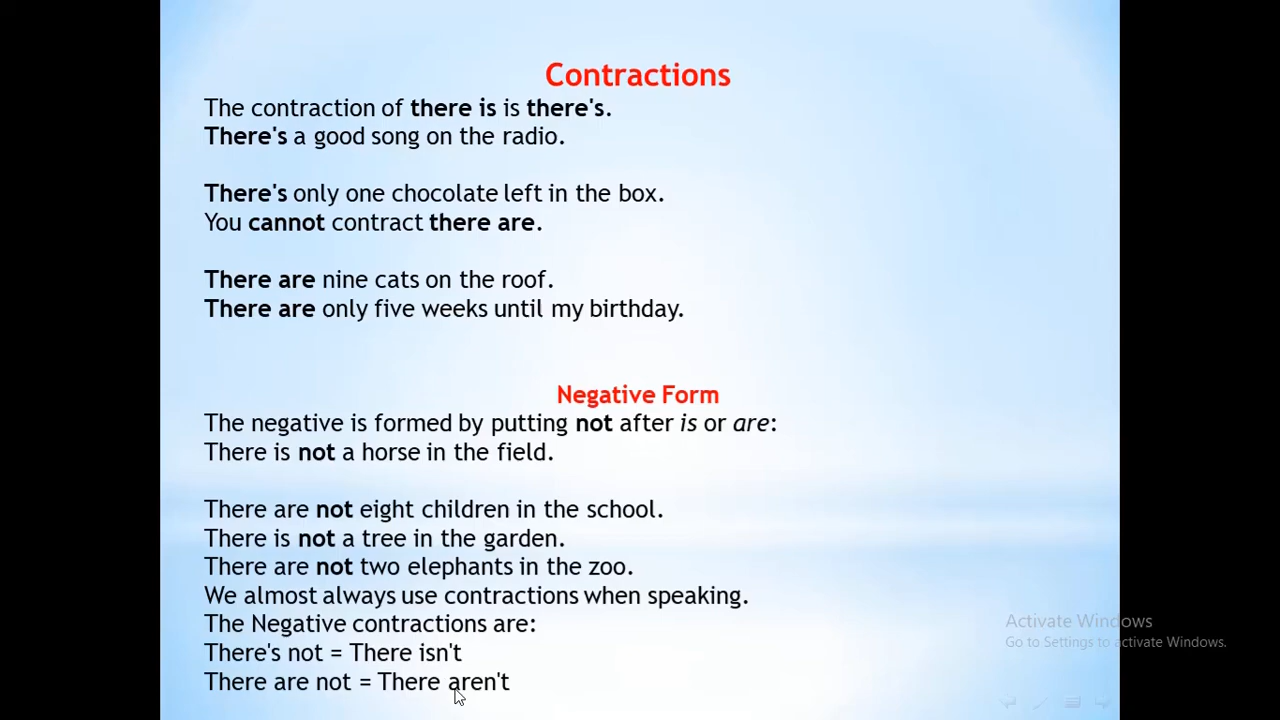 Contractions
The contraction of there is is there's.
There's a good song on the radio.
There's only one chocolate left in the box.
You cannot contract there are.
There are nine cats on the roof.
There are only five weeks until my birthday.
Negative Form
The negative is formed by putting not after is or are:
There is not a horse in the field.
There are not eight children in the school.
There is not a tree in the garden.
There are not two elephants in the zoo.
We almost always use contractions when speaking.
The Negative contractions are:
There's not = There isn't
There are not = There aren't
Activate Windows
Go to Settings to activate Windows.